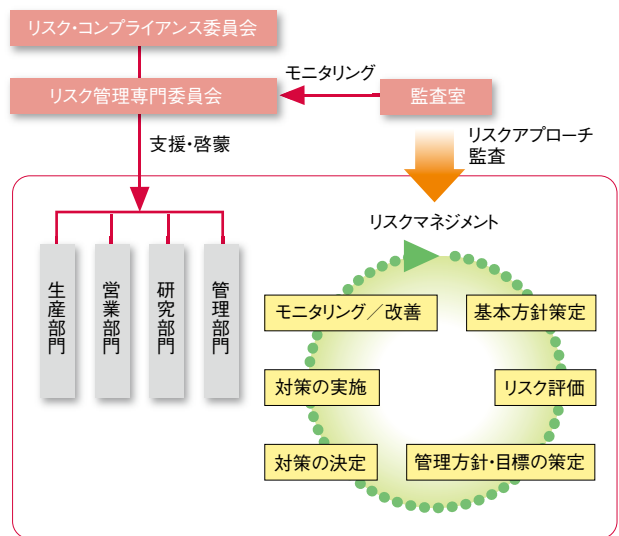 リスク・コンプライアンス委員会
リスク管理専門委員会
モニタリング
監査室
支援・啓蒙
リスクアプローチ
監査
リスクマネジメント
生産部門
営業部門
研究部門
管理部門
モニタリング／改善
基本方針策定
対策の実施
リスク評価
対策の決定
管理方針・目標の策定